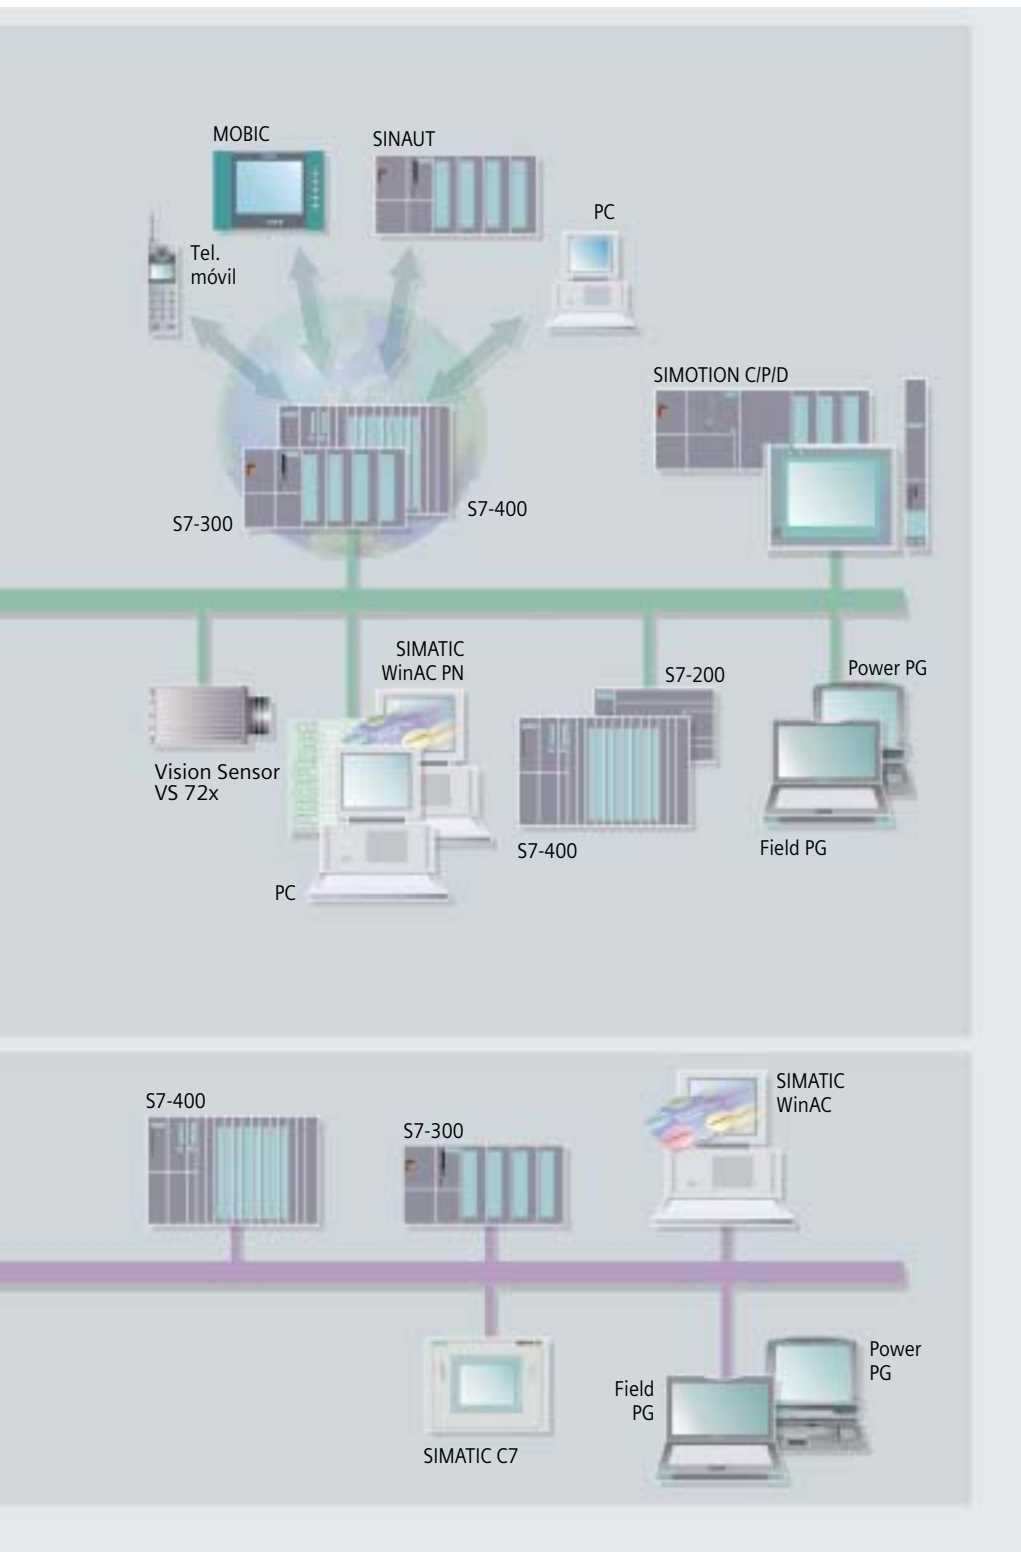 MOBIC
SINAUT
PC
Tel.
móvil
SIMOTION C/P/D
S7-300
S7-400
SIMATIC
WinAC PN
S7-200
Power PG
Vision Sensor
VS 72x
S7-400
Field PG
PC
SIMATIC
WinAC
S7-400
S7-300
Power
PG
Field
PG
SIMATIC C7